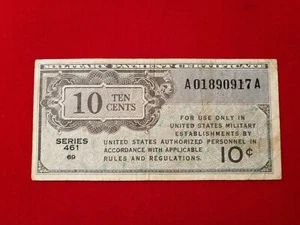 MILITARY PAYMENT CERTIFICATE
A01890917A
10 TEN CENTS
FOR USE ONLY IN
UNITED STATES MILITARY
ESTABLISHMENTS BY
SERIES
461
69
UNITED STATES AUTHORIZED PERSONNEL IN
ACCORDANCE WITH APPLICABLE
RULES AND REGULATIONS.
10¢